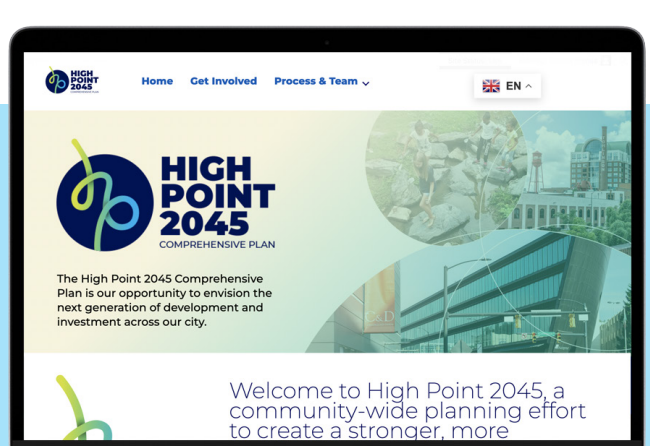 HIGH
POINT
2045
COMPREHENSIVE PLAN
Home Get Involved Process & Team
EN
HIGH
POINT
2045
COMPREHENSIVE PLAN
The High Point 2045 Comprehensive
Plan is our opportunity to envision the
next generation of development and
investment across our city.
C&D
Welcome to High Point 2045, a
community-wide planning effort
to create a stronger, more